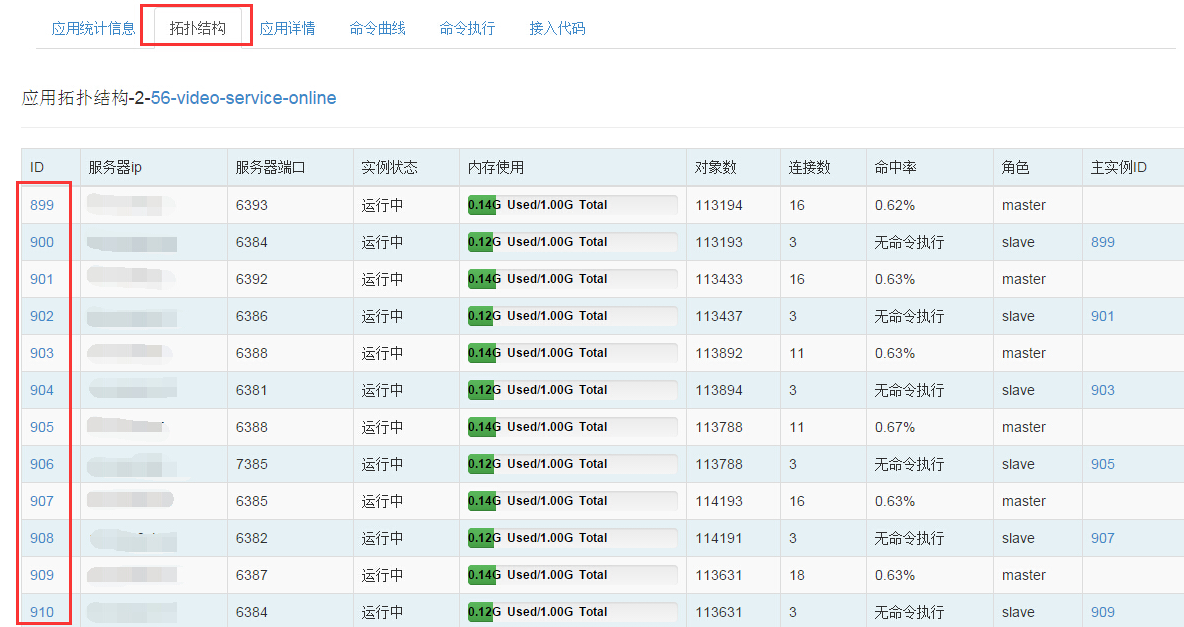 应用统计信息 拓扑结构 应用详情 命令曲线 命令执行 接入代码
应用拓扑结构-2-56-video-service-online
ID 服务器ip 服务器端口 实例状态 内存使用 对象数 连接数 命中率 角色 主实例ID
899 6393 运行中 0.14G Used/1.00G Total 113194 16 0.62% master
900 6384 运行中 0.12G Used/1.00G Total 113193 3 无命令执行 slave 899
901 6392 运行中 0.14G Used/1.00G Total 113433 16 0.63% master
902 6386 运行中 0.12G Used/1.00G Total 113437 3 无命令执行 slave 901
903 6388 运行中 0.14G Used/1.00G Total 113892 11 0.63% master
904 6381 运行中 0.12G Used/1.00G Total 113894 3 无命令执行 slave 903
905 6388 运行中 0.14G Used/1.00G Total 113788 11 0.67% master
906 7385 运行中 0.12G Used/1.00G Total 113788 3 无命令执行 slave 905
907 6385 运行中 0.14G Used/1.00G Total 114193 16 0.63% master
908 6382 运行中 0.12G Used/1.00G Total 114191 3 无命令执行 slave 907
909 6387 运行中 0.14G Used/1.00G Total 113631 18 0.63% master
910 6384 运行中 0.12G Used/1.00G Total 113631 3 无命令执行 slave 909